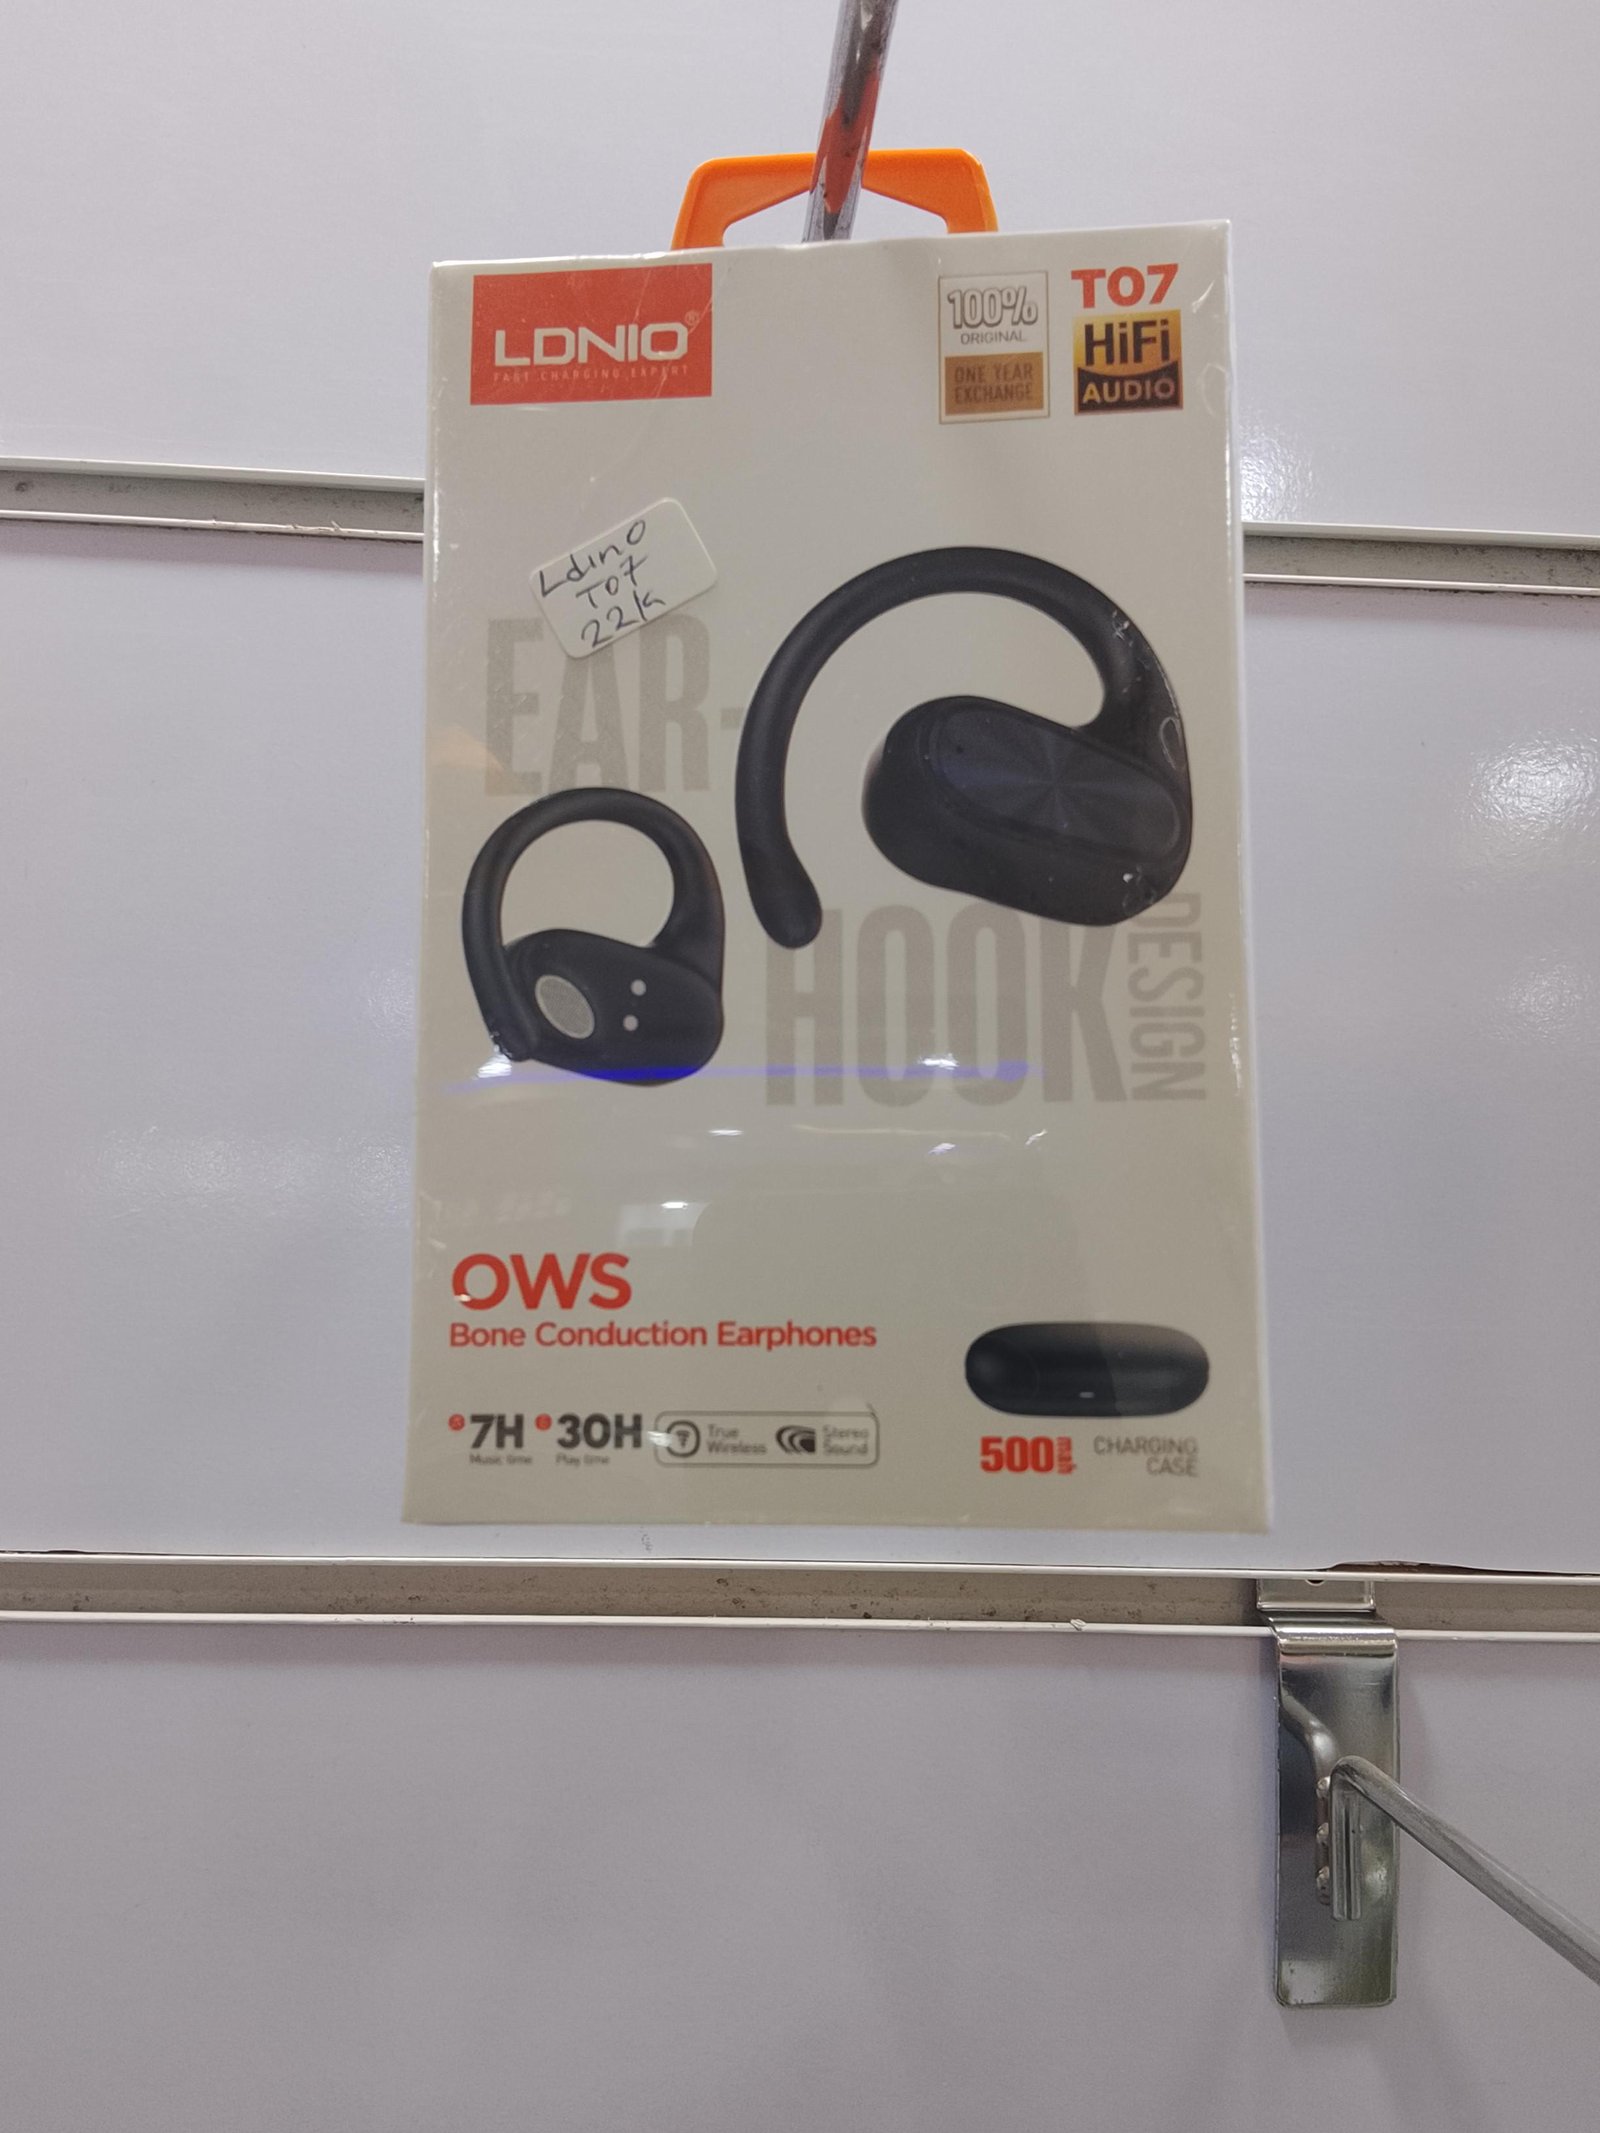 LDNIO®
FAST CHARGING EXPERT
100%
ORIGINAL
ONE YEAR
EXCHANGE
T07
HiFi
AUDIO
Ldino
T07
22k
EAR-
HOOK
DESIGN
OWS
Bone Conduction Earphones
7H
Music time
30H
Play time
True
Wireless
Stereo
Sound
500mah
CHARGING
CASE